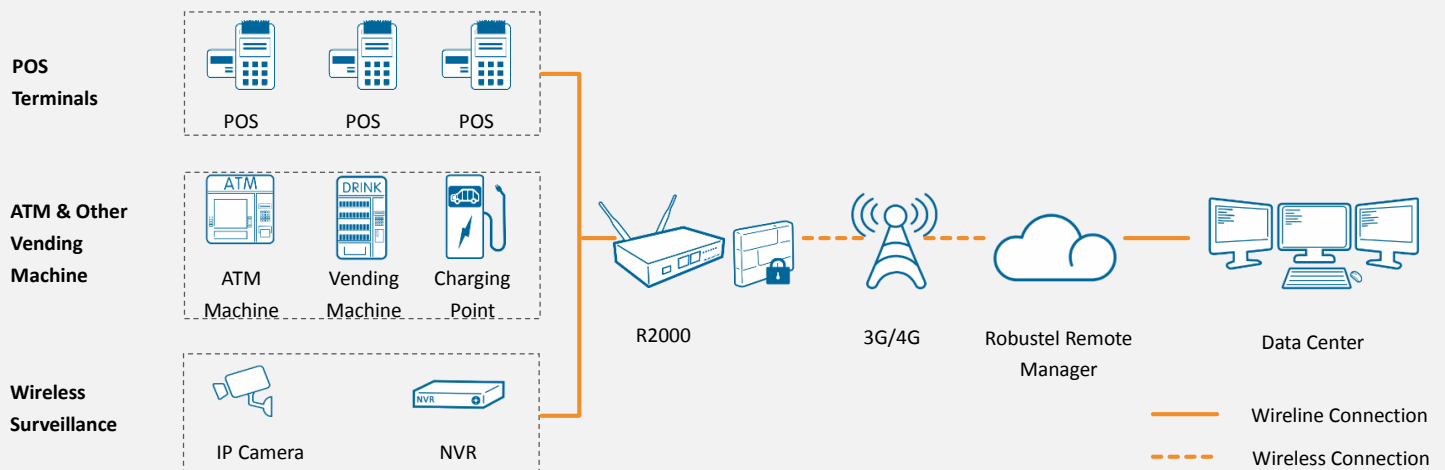 POS
Terminals
POS
POS
POS
ATM & Other
Vending
Machine
ATM
DRINK
ATM
Machine
Vending
Machine
Charging
Point
Wireless
Surveillance
NVR
IP Camera
NVR
R2000
3G/4G
Robustel Remote
Manager
Data Center
Wireline Connection
Wireless Connection